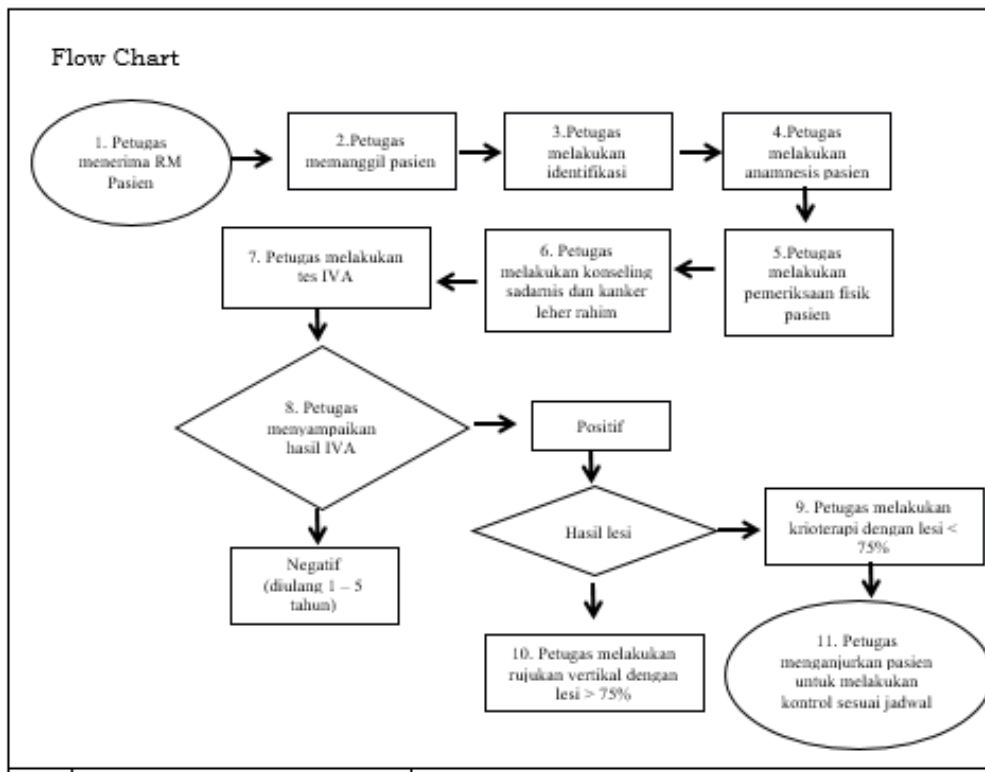 Flow Chart
1. Petugas
menerima RM
Pasien
2.Petugas
memanggil pasien
3.Petugas
melakukan
identifikasi
4.Petugas
melakukan
anamnesis pasien
5.Petugas
melakukan
pemeriksaan fisik
pasien
6. Petugas
melakukan konseling
sadarnis dan kanker
leher rahim
7. Petugas melakukan
tes IVA
8. Petugas
menyampaikan
hasil IVA
Positif
Negatif
(diulang 1 – 5
tahun)
Hasil lesi
9. Petugas melakukan
krioterapi dengan lesi <
75%
10. Petugas melakukan
rujukan vertikal dengan
lesi > 75%
11. Petugas
menganjurkan pasien
untuk melakukan
kontrol sesuai jadwal